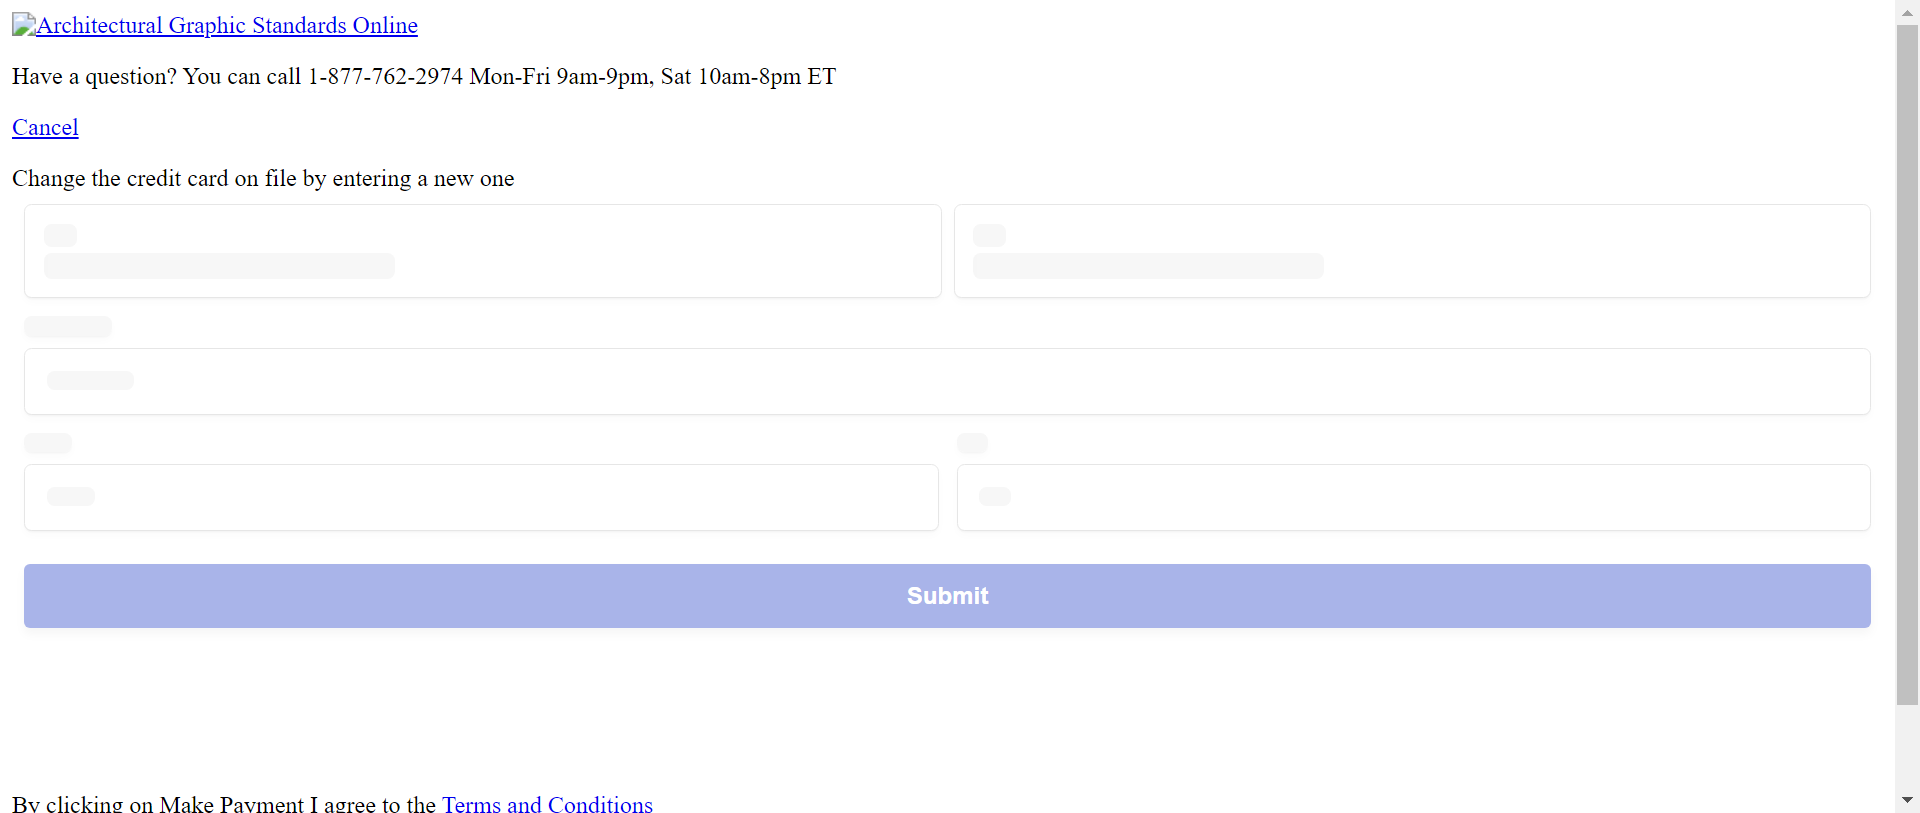 Architectural Graphic Standards Online
Have a question? You can call 1-877-762-2974 Mon-Fri 9am-9pm, Sat 10am-8pm ET
Cancel
Change the credit card on file by entering a new one
Submit
By clicking on Make Payment I agree to the Terms and Conditions